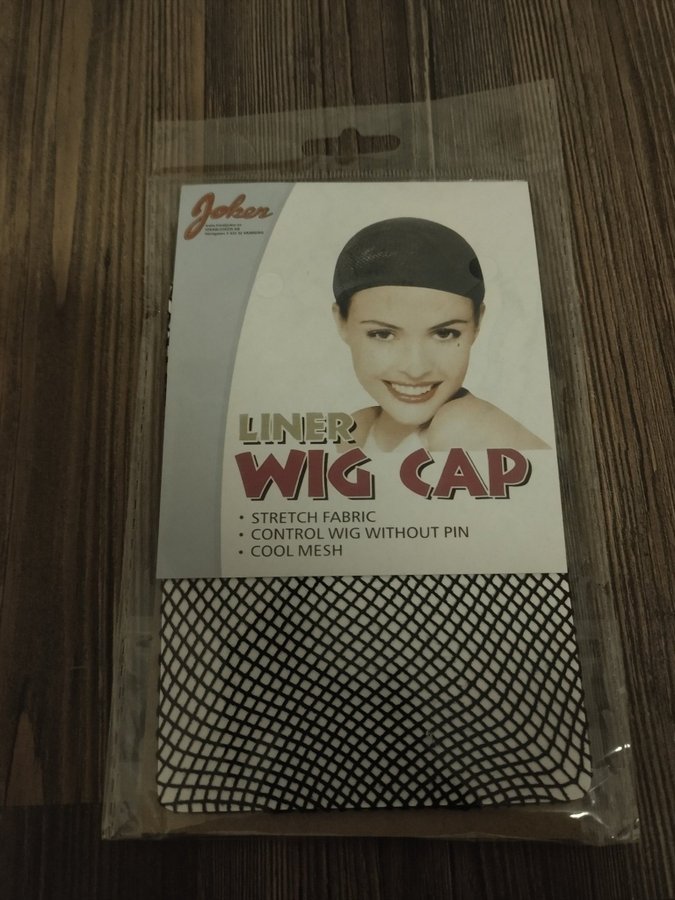 Joker
LINER
WIG CAP
• STRETCH FABRIC
• CONTROL WIG WITHOUT PIN
• COOL MESH